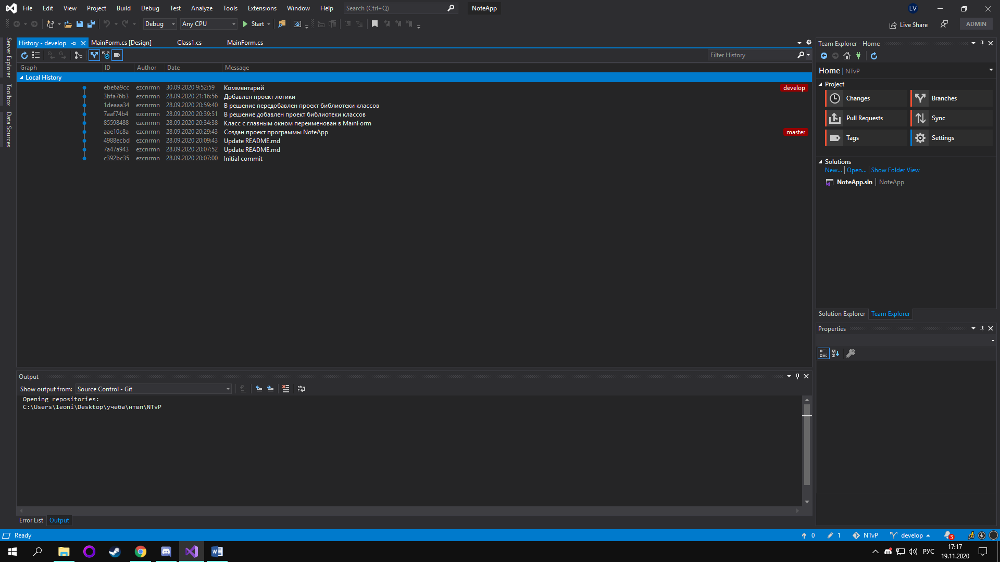 File Edit View Project Build Debug Test Analyze Tools Extensions Window Help Search (Ctrl+Q) NoteApp LV
Debug Any CPU Start Live Share ADMIN
Server Explorer
Toolbox
Data Sources
History - develop MainForm.cs [Design] Class1.cs MainForm.cs
Filter History
Graph ID Author Date Message
Local History
ebe6a9cc ezcnrmn 30.09.2020 9:52:59 Комментарий develop
3bfa76b3 ezcnrmn 28.09.2020 21:16:56 Добавлен проект логики
1deaaa34 ezcnrmn 28.09.2020 20:59:40 В решение передобавлен проект библиотеки классов
7aaf74b4 ezcnrmn 28.09.2020 20:39:51 В решение добавлен проект библиотеки классов
85598488 ezcnrmn 28.09.2020 20:34:38 Класс с главным окном переименован в MainForm
aae10c8a ezcnrmn 28.09.2020 20:29:43 Создан проект программы NoteApp master
4988ecbd ezcnrmn 28.09.2020 20:09:43 Update README.md
7a47a943 ezcnrmn 28.09.2020 20:07:52 Update README.md
c392bc35 ezcnrmn 28.09.2020 20:07:00 Initial commit
Team Explorer - Home
Home | NTvP
Project
Changes Branches
Pull Requests Sync
Tags Settings
Solutions
New... | Open... | Show Folder View
NoteApp.sln | NoteApp
Solution Explorer Team Explorer
Properties
Output
Show output from: Source Control - Git
Opening repositories:
C:\Users\leoni\Desktop\учеба\нтвп\NTvP
Error List Output
Ready 0 1 NTvP develop 3
РУС 17:17
19.11.2020